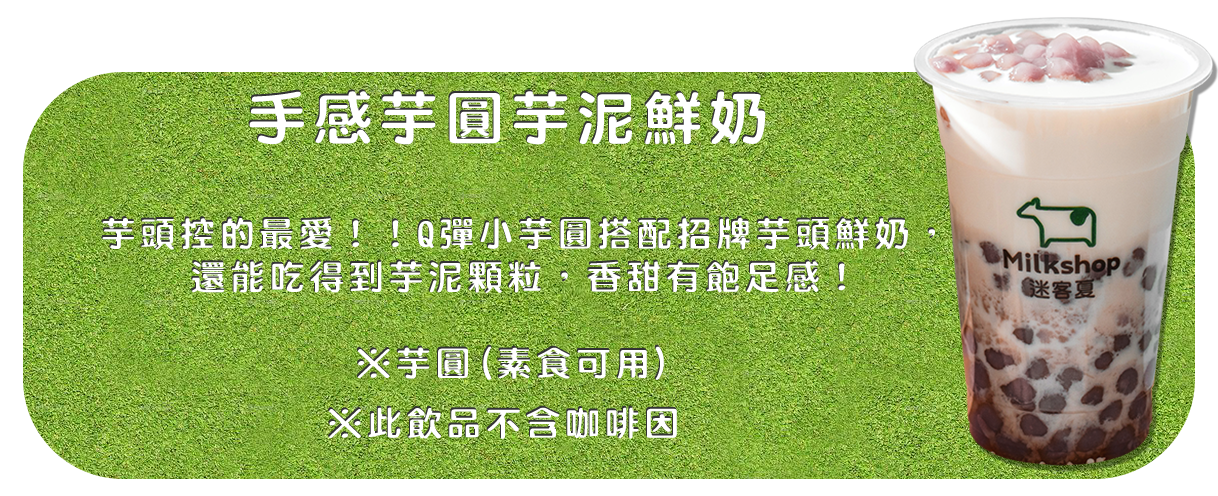 手感芋圓芋泥鮮奶
芋頭控的最愛！！Q彈小芋圓搭配招牌芋頭鮮奶，
還能吃得到芋泥顆粒，香甜有飽足感！
※芋圓(素食可用)
※此飲品不含咖啡因
Milkshop
迷客夏